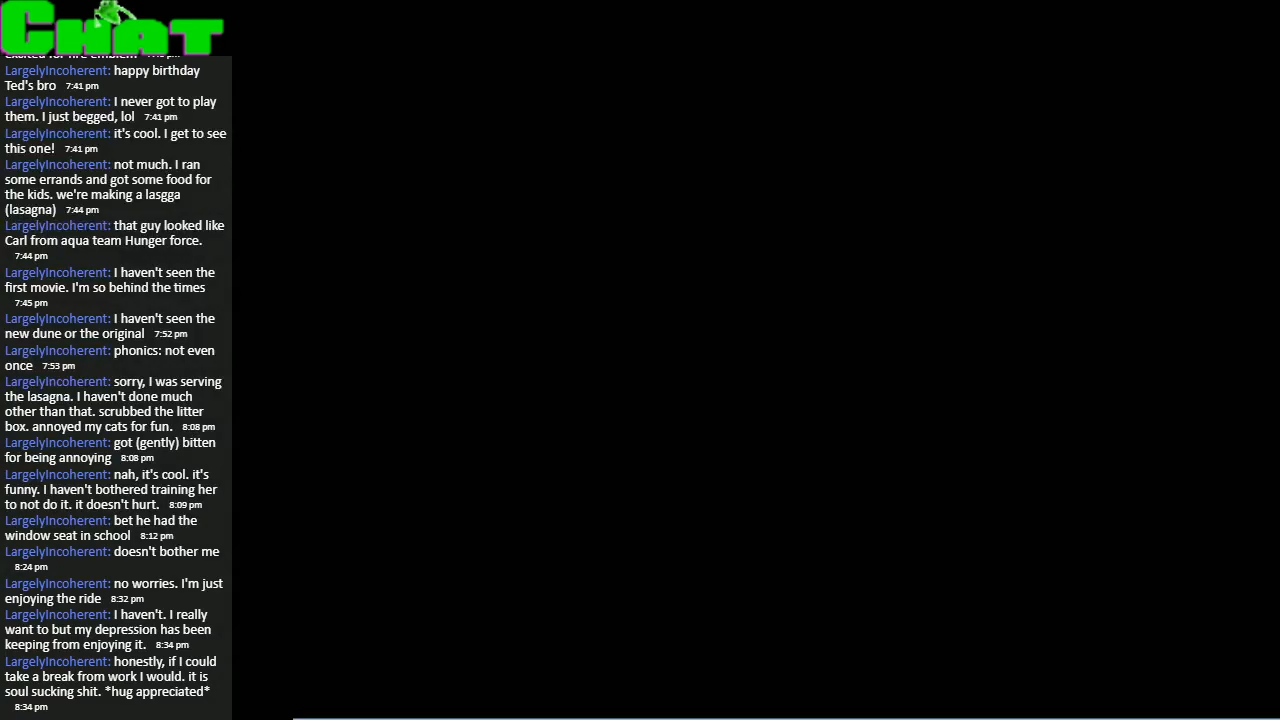 CHAT
excited for fire emblem
LargelyIncoherent: happy birthday
Ted's bro 7:41 pm
LargelyIncoherent: I never got to play
them. I just begged, lol 7:41 pm
LargelyIncoherent: it's cool. I get to see
this one! 7:41 pm
LargelyIncoherent: not much. I ran
some errands and got some food for
the kids. we're making a lasgga
(lasagna) 7:44 pm
LargelyIncoherent: that guy looked like
Carl from aqua team Hunger force.
7:44 pm
LargelyIncoherent: I haven't seen the
first movie. I'm so behind the times
7:45 pm
LargelyIncoherent: I haven't seen the
new dune or the original 7:52 pm
LargelyIncoherent: phonics: not even
once 7:53 pm
LargelyIncoherent: sorry, I was serving
the lasagna. I haven't done much
other than that. scrubbed the litter
box. annoyed my cats for fun. 8:08 pm
LargelyIncoherent: got (gently) bitten
for being annoying 8:08 pm
LargelyIncoherent: nah, it's cool. it's
funny. I haven't bothered training her
to not do it. it doesn't hurt. 8:09 pm
LargelyIncoherent: bet he had the
window seat in school 8:12 pm
LargelyIncoherent: doesn't bother me
8:24 pm
LargelyIncoherent: no worries. I'm just
enjoying the ride 8:32 pm
LargelyIncoherent: I haven't. I really
want to but my depression has been
keeping from enjoying it. 8:34 pm
LargelyIncoherent: honestly, if I could
take a break from work I would. it is
soul sucking shit. *hug appreciated*
8:34 pm